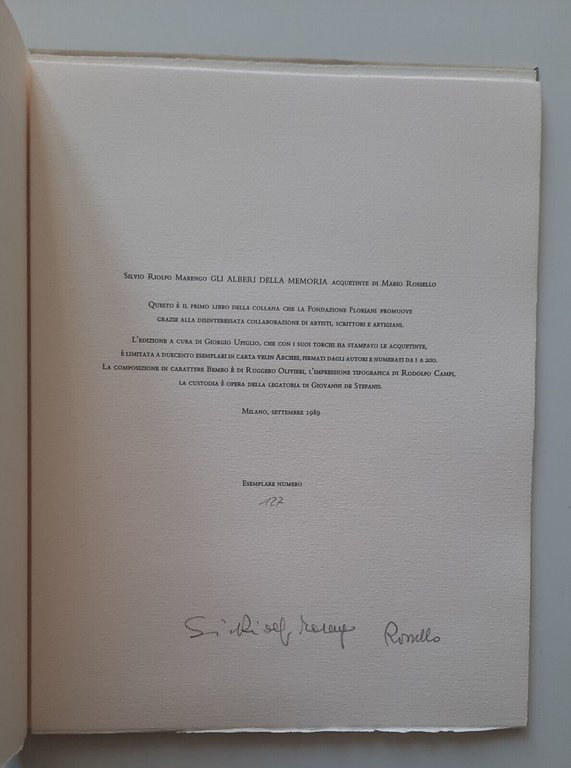 Silvio Riolfo Marengo GLI ALBERI DELLA MEMORIA acquetinte di Mario Rossello
Questo è il primo libro della collana che la Fondazione Floriani promuove
grazie alla disinteressata collaborazione di artisti, scrittori e artigiani.
L'edizione a cura di Giorgio Upiglio, che con i suoi torchi ha stampato le acquetinte,
è limitata a duecento esemplari in carta velin Arches, firmati dagli autori e numerati da 1 a 200.
La composizione in carattere Bembo è di Ruggero Olivieri, l'impressione tipografica di Rodolfo Campi,
la custodia è opera della legatoria di Giovanni de Stefanis.
Milano, settembre 1989
Esemplare numero
127
Rossello